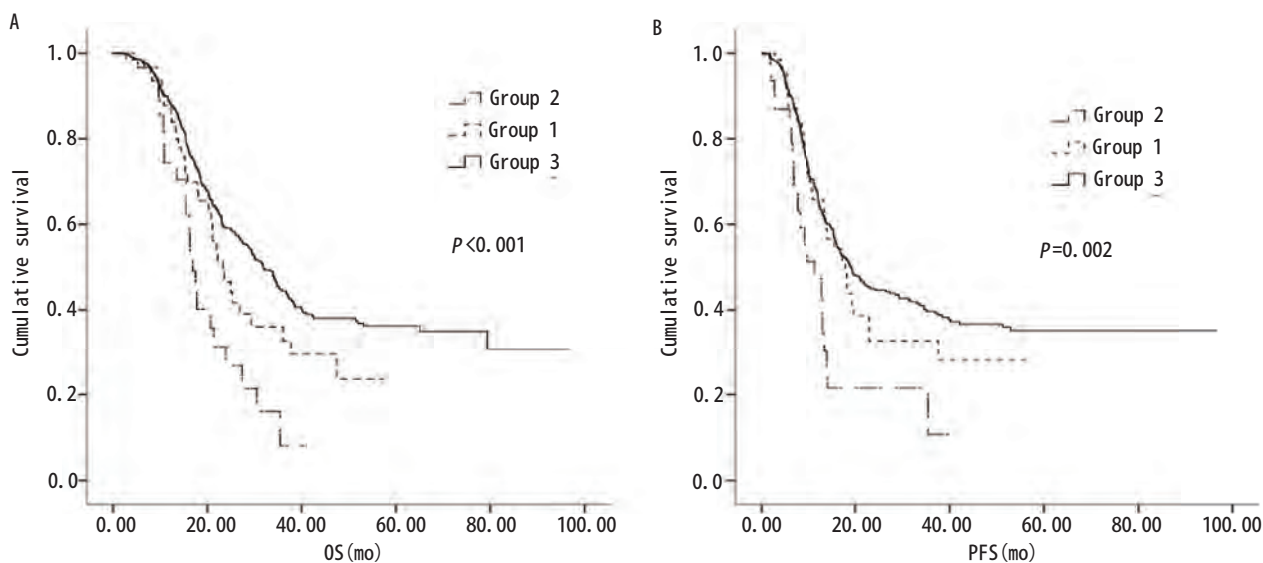 A
1.0
0.8
0.6
0.4
0.2
0.0
Cumulative survival
Group 2
Group 1
Group 3
P<0.001
0.00 20.00 40.00 60.00 80.00 100.00
OS(mo)
B
1.0
0.8
0.6
0.4
0.2
0.0
Cumulative survival
Group 2
Group 1
Group 3
P=0.002
0.00 20.00 40.00 60.00 80.00 100.00
PFS(mo)